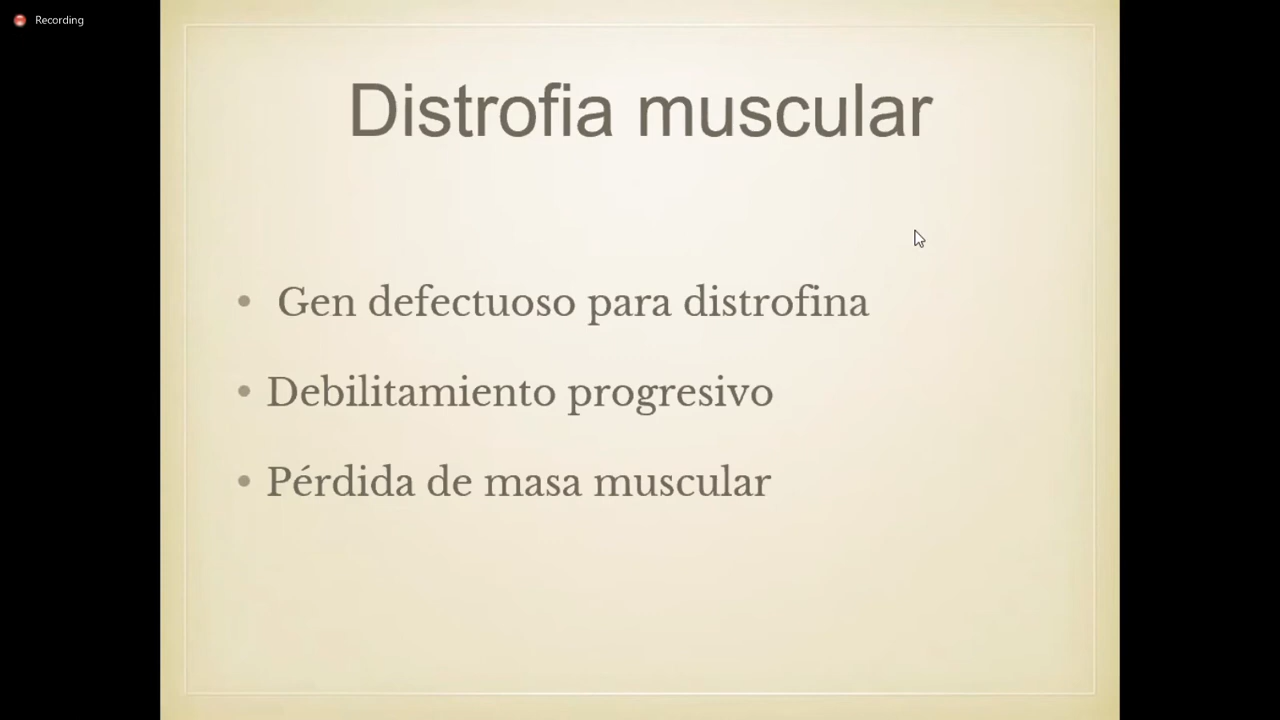 Recording
Distrofia muscular
• Gen defectuoso para distrofina
• Debilitamiento progresivo
• Pérdida de masa muscular